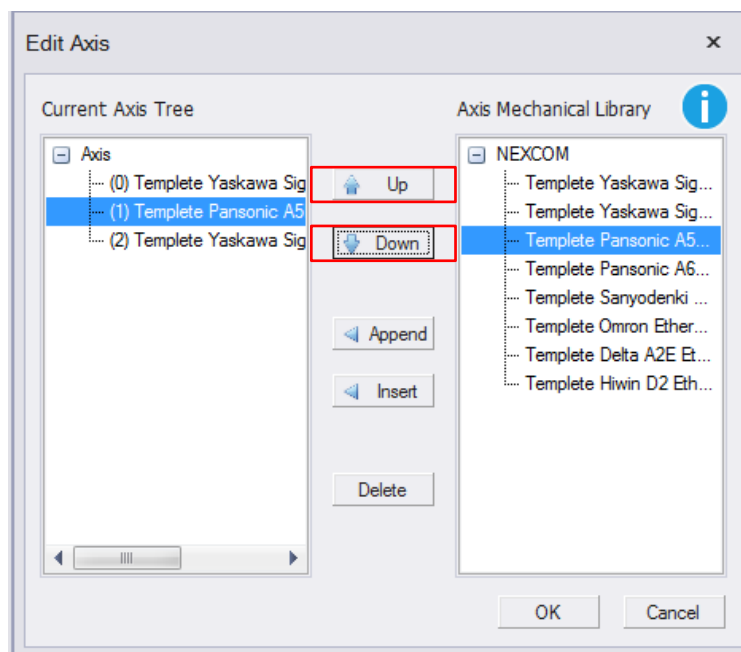 Edit Axis
Current Axis Tree
Axis
(0) Templete Yaskawa Sig
(1) Templete Pansonic A5
(2) Templete Yaskawa Sig
Up
Down
Append
Insert
Delete
Axis Mechanical Library
NEXCOM
Templete Yaskawa Sig...
Templete Yaskawa Sig...
Templete Pansonic A5...
Templete Pansonic A6...
Templete Sanyodenki ...
Templete Omron Ether...
Templete Delta A2E Et...
Templete Hiwin D2 Eth...
OK
Cancel